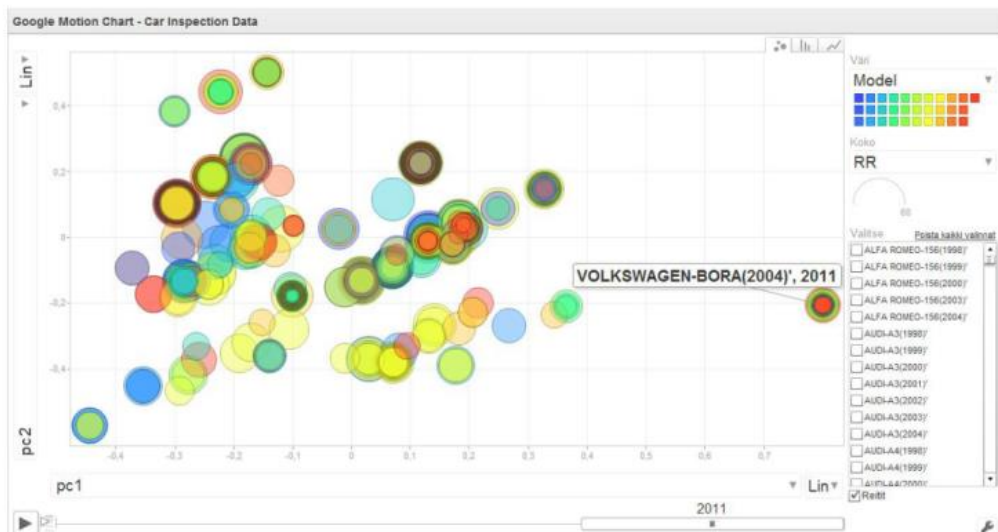 Google Motion Chart - Car Inspection Data
Lin
0,4
0,2
0
-0,2
-0,4
pc2
-0,4
-0,3
-0,2
-0,1
0
0,1
0,2
0,3
0,4
0,5
0,6
0,7
pc1
Lin
VOLKSWAGEN-BORA(2004)', 2011
2011
Väri
Model
Koko
RR
60
Valitse
Poista kaikki valinnat
ALFA ROMEO-156(1998)'
ALFA ROMEO-156(1999)'
ALFA ROMEO-156(2000)'
ALFA ROMEO-156(2003)'
ALFA ROMEO-156(2004)'
AUDI-A3(1998)'
AUDI-A3(1999)'
AUDI-A3(2000)'
AUDI-A3(2001)'
AUDI-A3(2002)'
AUDI-A3(2003)'
AUDI-A3(2004)'
AUDI-A4(1998)'
AUDI-A4(1999)'
AUDI-A4(2000)'
Reitit